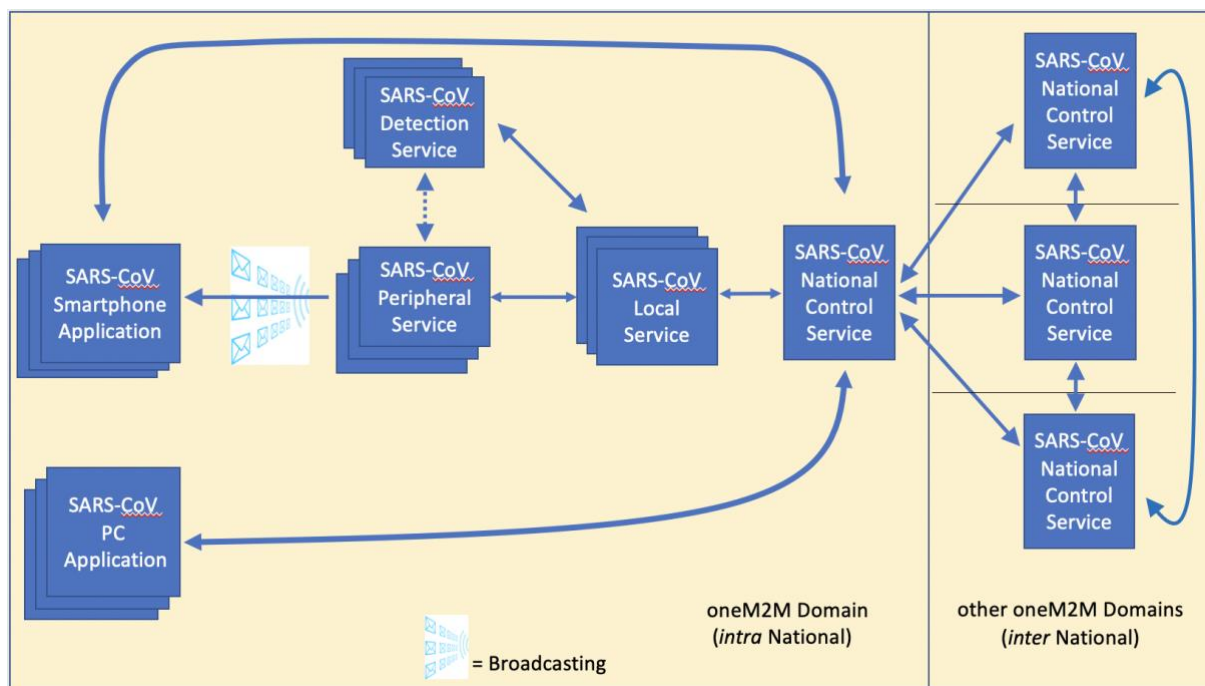 SARS-CoV
Detection
Service
SARS-CoV
Smartphone
Application
SARS-CoV
Peripheral
Service
SARS-CoV
Local
Service
SARS-CoV
National
Control
Service
SARS-CoV
PC
Application
SARS-CoV
National
Control
Service
SARS-CoV
National
Control
Service
SARS-CoV
National
Control
Service
oneM2M Domain
(intra National)
other oneM2M Domains
(inter National)
= Broadcasting